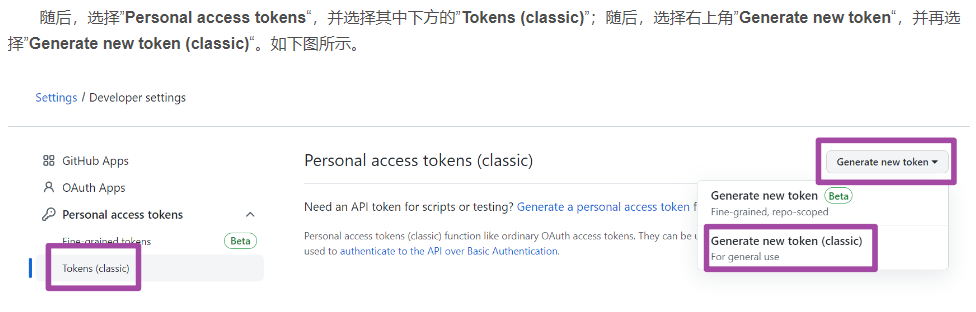 随后，选择”Personal access tokens“，并选择其中下方的”Tokens (classic)”；随后，选择右上角”Generate new token“，并再选
择”Generate new token (classic)“。如下图所示。
Settings / Developer settings
GitHub Apps
OAuth Apps
Personal access tokens
Fine-grained tokens Beta
Tokens (classic)
Personal access tokens (classic)
Generate new token
Need an API token for scripts or testing? Generate a personal access token f
Personal access tokens (classic) function like ordinary OAuth access tokens. They can be u
used to authenticate to the API over Basic Authentication.
Generate new token Beta
Fine-grained, repo-scoped
Generate new token (classic)
For general use